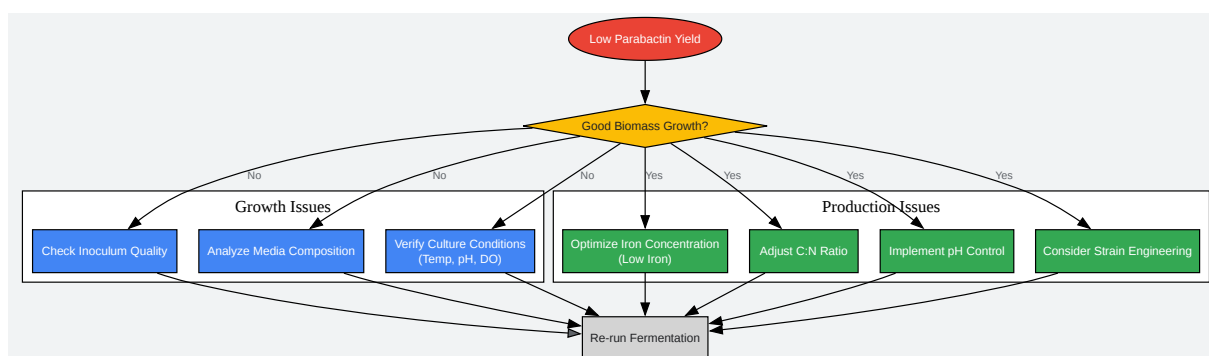 Low Parabactin Yield
Good Biomass Growth?
No
No
No
Yes
Yes
Yes
Yes
Growth Issues
Production Issues
Check Inoculum Quality
Analyze Media Composition
Verify Culture Conditions
(Temp, pH, DO)
Optimize Iron Concentration
(Low Iron)
Adjust C:N Ratio
Implement pH Control
Consider Strain Engineering
Re-run Fermentation